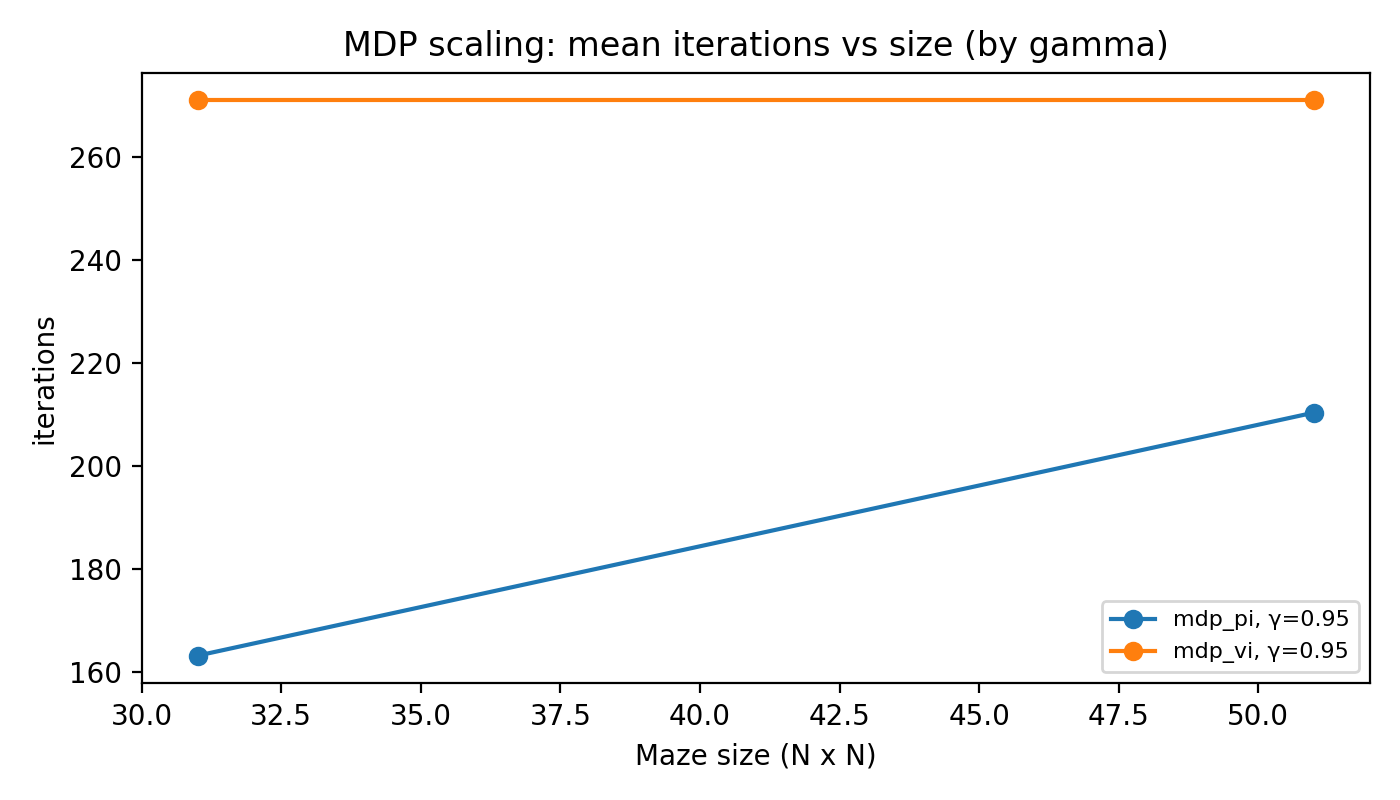 MDP scaling: mean iterations vs size (by gamma)
260
240
220
200
180
160
iterations
30.0 32.5 35.0 37.5 40.0 42.5 45.0 47.5 50.0
Maze size (N x N)
mdp_pi, γ=0.95
mdp_vi, γ=0.95